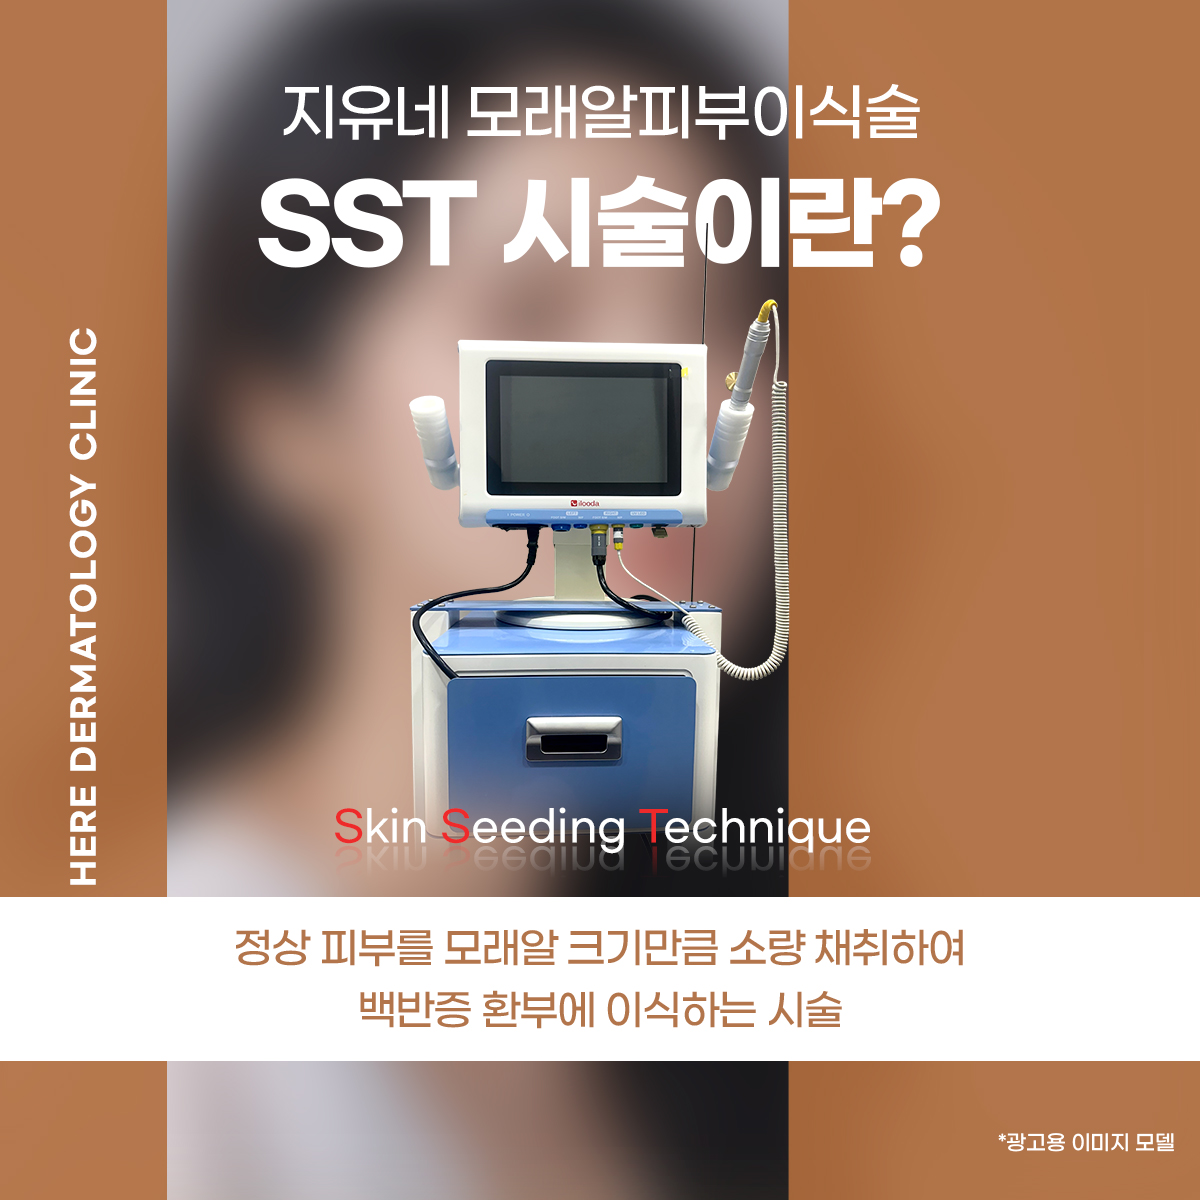 지유네 모래알피부이식술
SST 시술이란?
HERE DERMATOLOGY CLINIC
ilooda
Skin Seeding Technique
정상 피부를 모래알 크기만큼 소량 채취하여
백반증 환부에 이식하는 시술
*광고용 이미지 모델